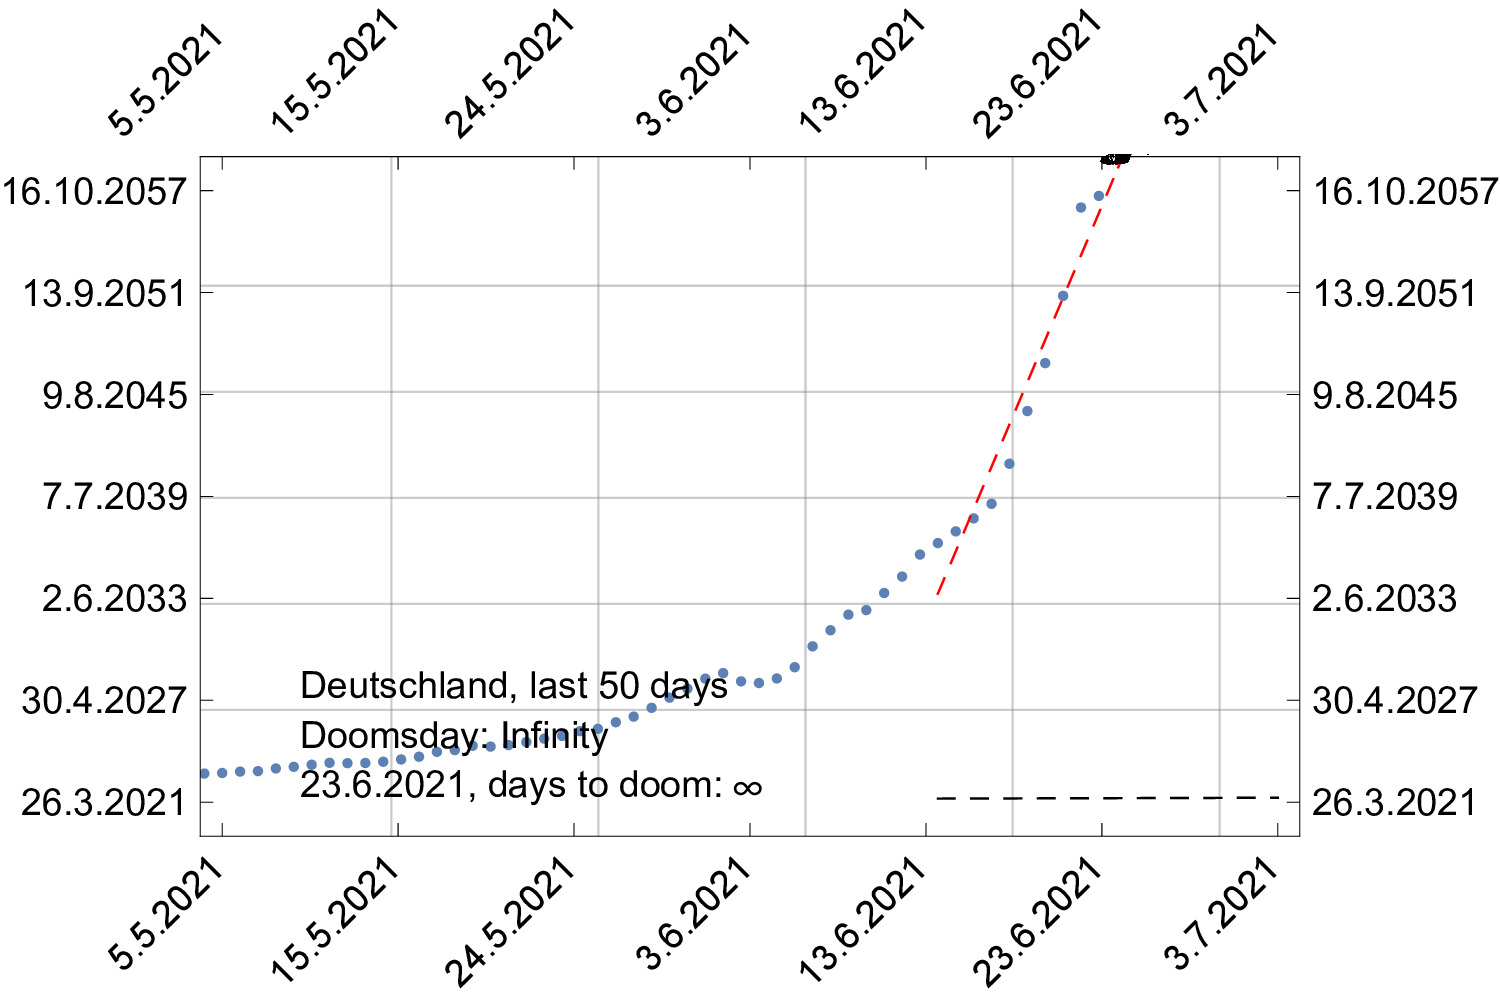 5.5.2021 15.5.2021 24.5.2021 3.6.2021 13.6.2021 23.6.2021 3.7.2021
16.10.2057 16.10.2057
13.9.2051 13.9.2051
9.8.2045 9.8.2045
7.7.2039 7.7.2039
2.6.2033 2.6.2033
Deutschland, last 50 days
30.4.2027 30.4.2027
Doomsday: Infinity
23.6.2021, days to doom: ∞
26.3.2021 26.3.2021
5.5.2021 15.5.2021 24.5.2021 3.6.2021 13.6.2021 23.6.2021 3.7.2021